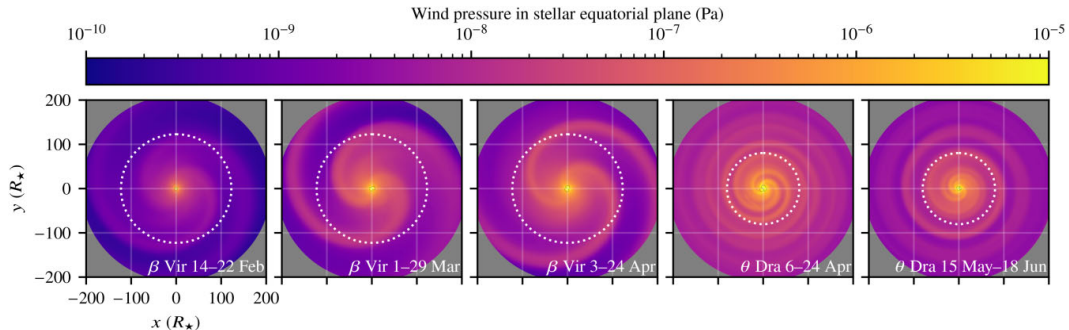 Wind pressure in stellar equatorial plane (Pa)
10⁻¹⁰ 10⁻⁹ 10⁻⁸ 10⁻⁷ 10⁻⁶ 10⁻⁵
200
100
0
−100
−200
y (R★)
β Vir 14–22 Feb
β Vir 1–29 Mar
β Vir 3–24 Apr
θ Dra 6–24 Apr
θ Dra 15 May–18 Jun
−200 −100 0 100 200
x (R★)